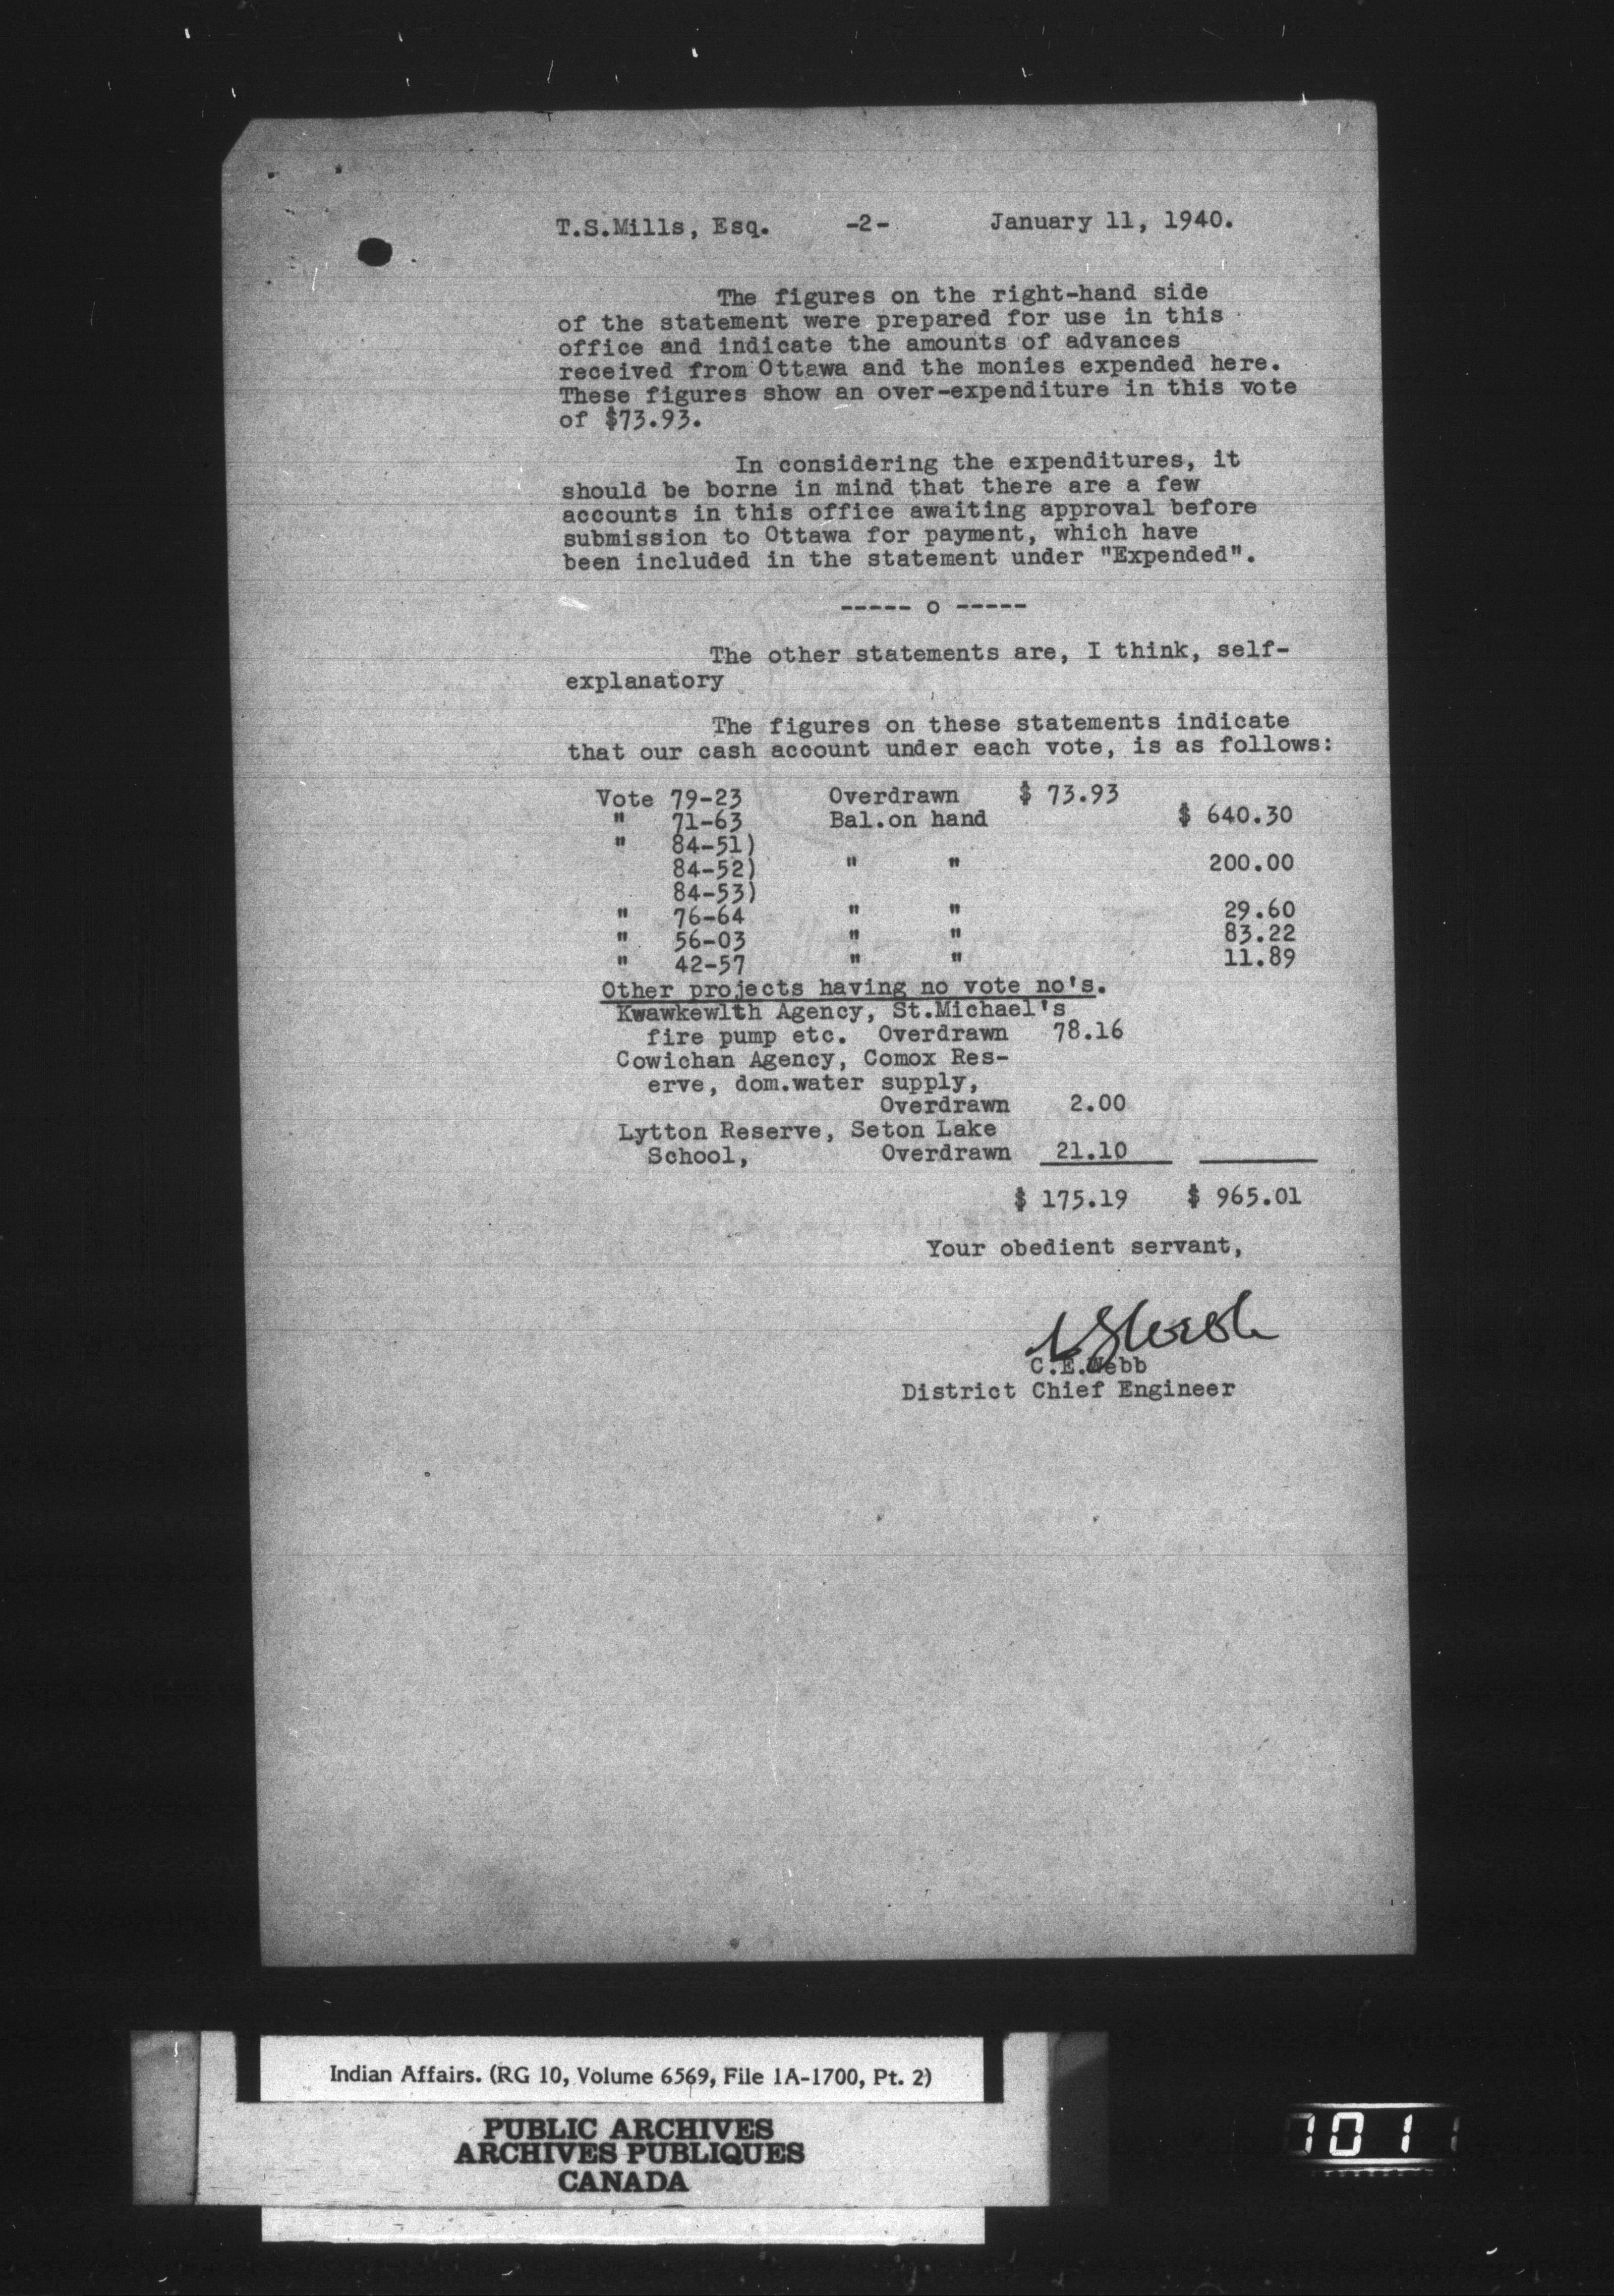 T.S.Mills, Esq. -2- January 11, 1940.
The figures on the right-hand side
of the statement were prepared for use in this
office and indicate the amounts of advances
received from Ottawa and the monies expended here.
These figures show an over-expenditure in this vote
of $73.93.
In considering the expenditures, it
should be borne in mind that there are a few
accounts in this office awaiting approval before
submission to Ottawa for payment, which have
been included in the statement under "Expended".
----- o -----
The other statements are, I think, self-
explanatory
The figures on these statements indicate
that our cash account under each vote, is as follows:
Vote 79-23 Overdrawn $ 73.93
" 71-63 Bal.on hand $ 640.30
" 84-51)
84-52) " " 200.00
84-53)
" 76-64 " " 29.60
" 56-03 " " 83.22
" 42-57 " " 11.89
Other projects having no vote no's.
Kwawkewlth Agency, St.Michael's
fire pump etc. Overdrawn 78.16
Cowichan Agency, Comox Res-
erve, dom.water supply,
Overdrawn 2.00
Lytton Reserve, Seton Lake
School, Overdrawn 21.10
$ 175.19 $ 965.01
Your obedient servant,
C.E.Webb
District Chief Engineer
Indian Affairs. (RG 10, Volume 6569, File 1A-1700, Pt. 2)
PUBLIC ARCHIVES
ARCHIVES PUBLIQUES
CANADA